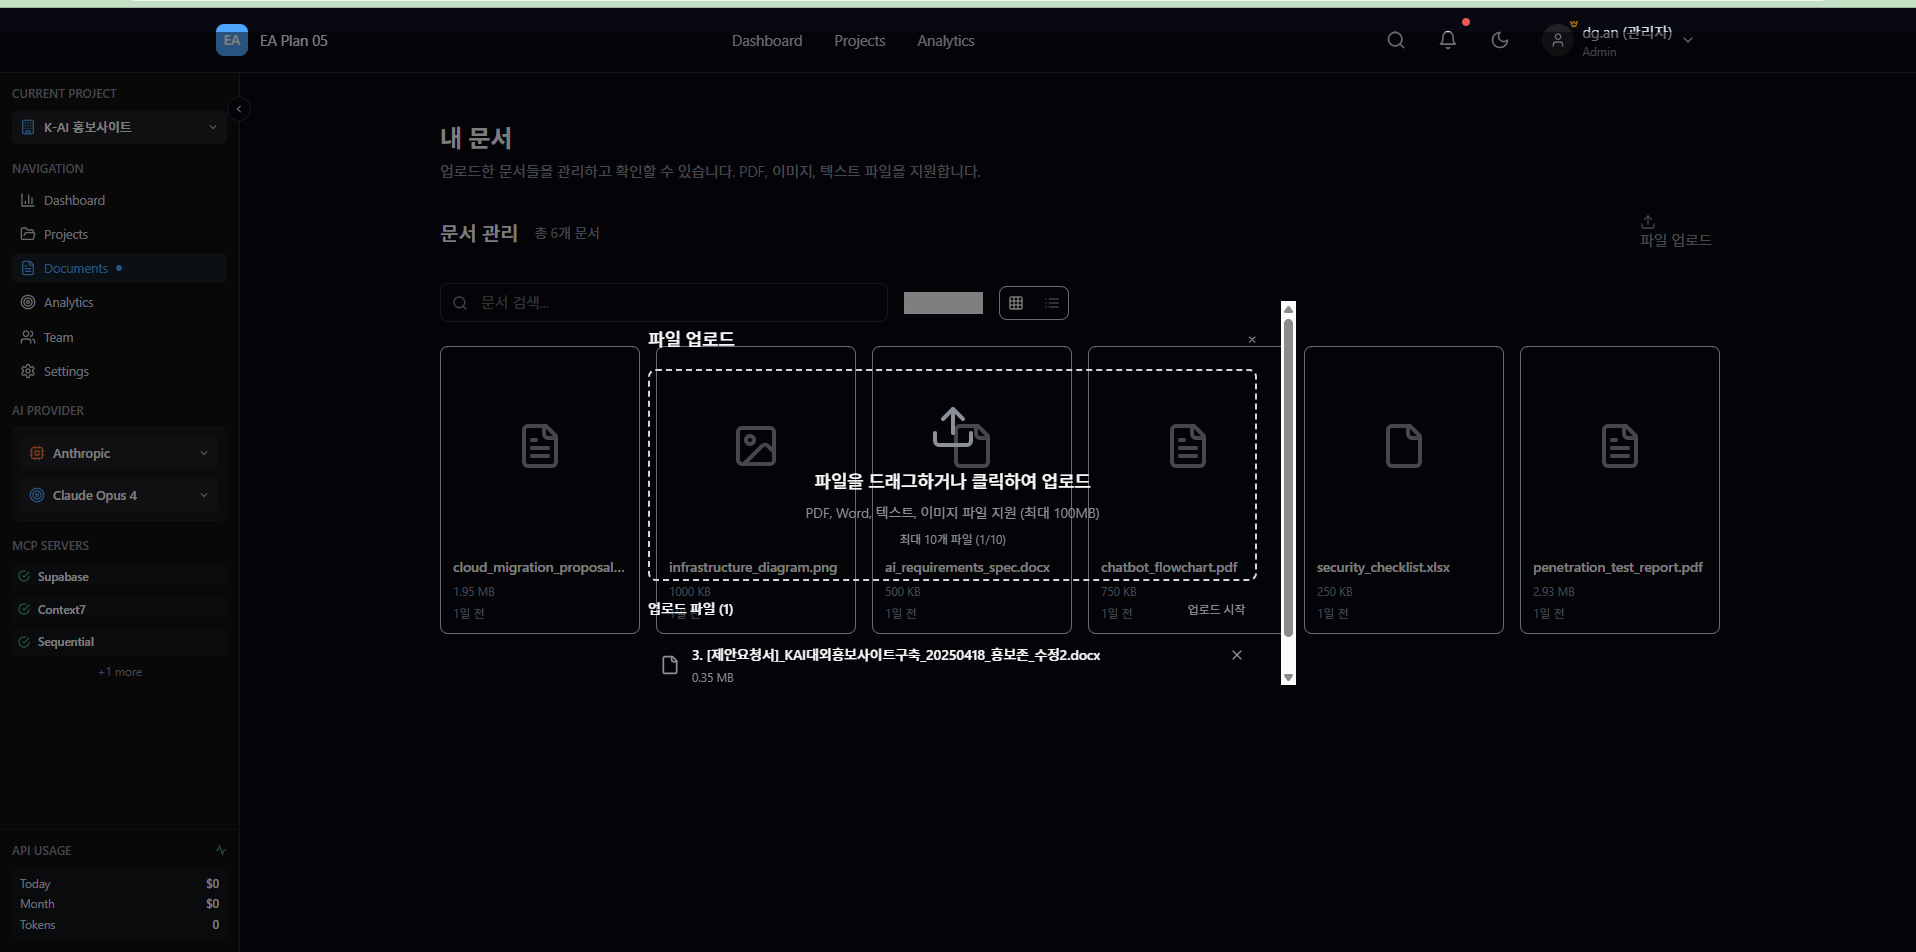 EA
EA Plan 05
Dashboard
Projects
Analytics
dg.an (관리자)
Admin
CURRENT PROJECT
K-AI 홍보사이트
NAVIGATION
Dashboard
Projects
Documents
Analytics
Team
Settings
AI PROVIDER
Anthropic
Claude Opus 4
MCP SERVERS
Supabase
Context7
Sequential
+1 more
API USAGE
Today $0
Month $0
Tokens 0
내 문서
업로드한 문서들을 관리하고 확인할 수 있습니다. PDF, 이미지, 텍스트 파일을 지원합니다.
문서 관리
총 6개 문서
파일 업로드
문서 검색...
파일 업로드
파일을 드래그하거나 클릭하여 업로드
PDF, Word, 텍스트, 이미지 파일 지원 (최대 100MB)
최대 10개 파일 (1/10)
cloud_migration_proposal...
1.95 MB
1일 전
infrastructure_diagram.png
1000 KB
1일 전
ai_requirements_spec.docx
500 KB
1일 전
chatbot_flowchart.pdf
750 KB
1일 전
security_checklist.xlsx
250 KB
1일 전
penetration_test_report.pdf
2.93 MB
1일 전
업로드 파일 (1)
업로드 시작
3. [제안요청서]_KAI대외홍보사이트구축_20250418_홍보존_수정2.docx
0.35 MB